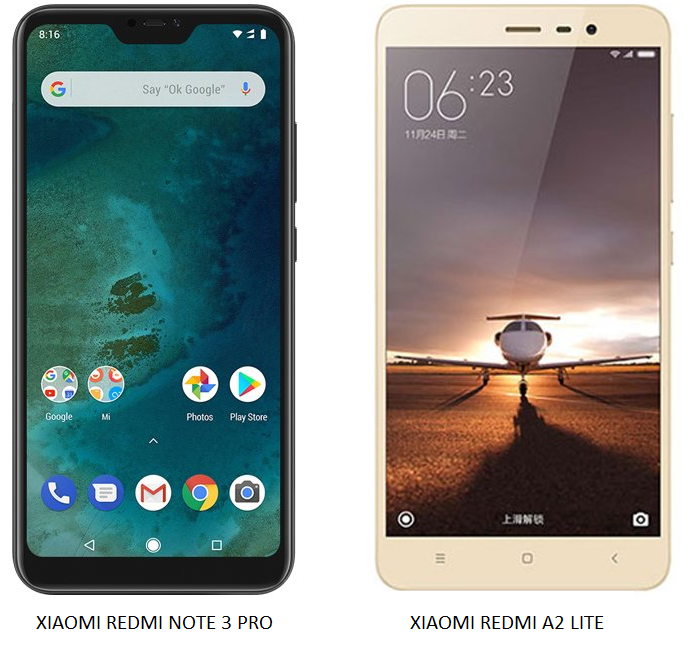 8:16
G Say "Ok Google"
Google Mi Photos Play Store
06:23
11月24日 周二
上滑解锁
XIAOMI REDMI NOTE 3 PRO
XIAOMI REDMI A2 LITE